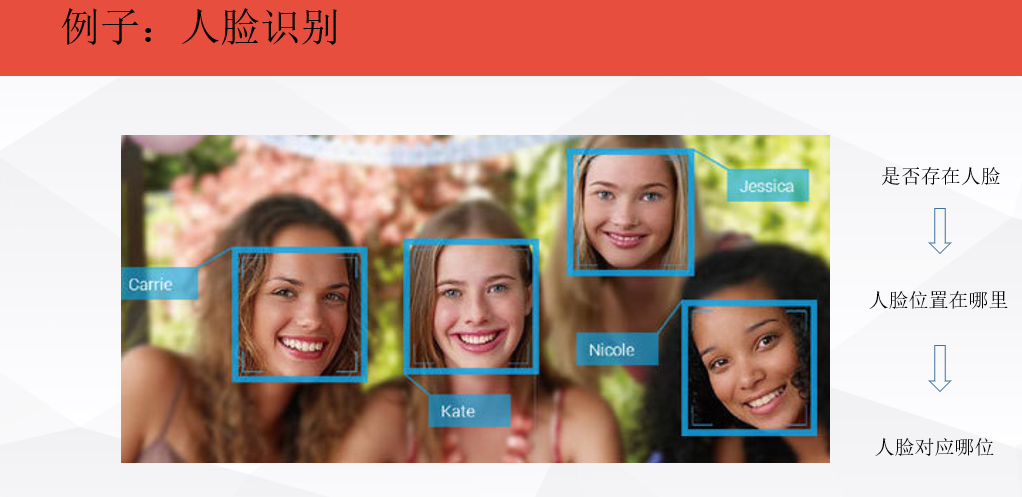 例子：人脸识别
Jessica
Carrie
Nicole
Kate
是否存在人脸
人脸位置在哪里
人脸对应哪位